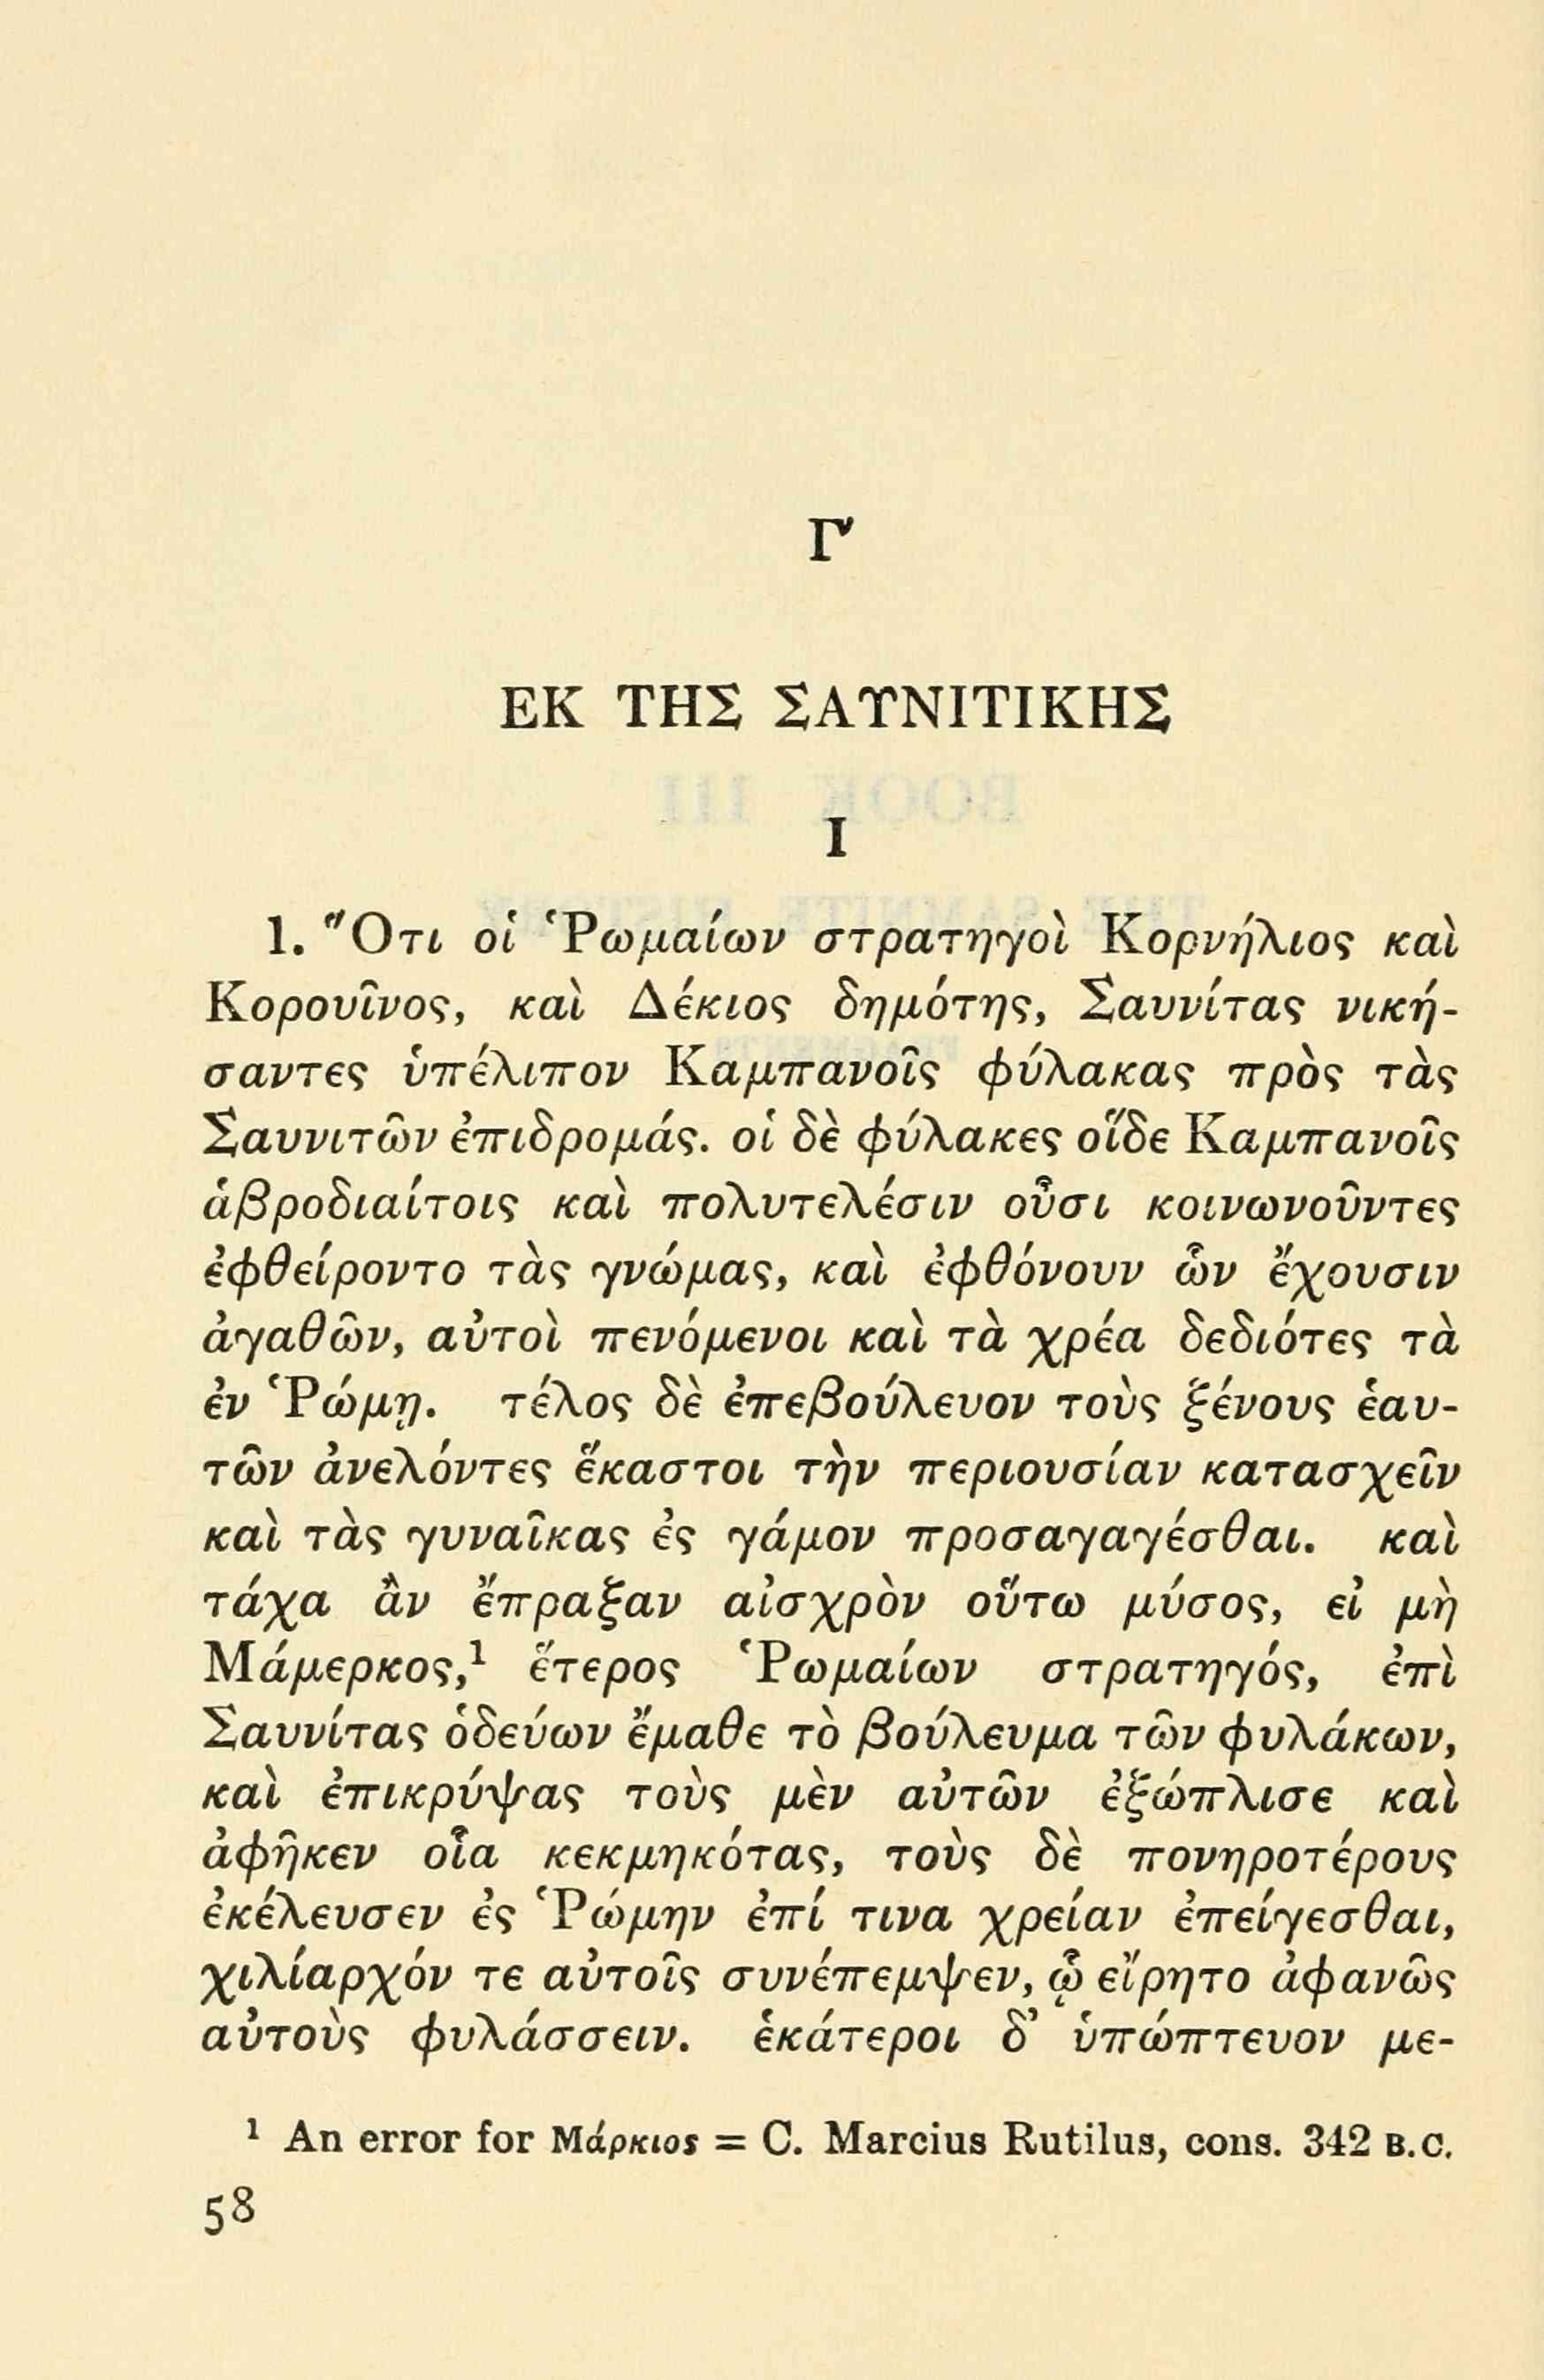 Γʹ
ΕΚ ΤΗΣ ΣΑΥΝΙΤΙΚΗΣ
I
1. Ὅτι οἱ Ῥωμαίων στρατηγοὶ Κορνήλιος καὶ
Κορουῖνος, καὶ Δέκιος δημότης, Σαυνίτας νική-
σαντες ὑπέλιπον Καμπανοῖς φύλακας πρὸς τὰς
Σαυνιτῶν ἐπιδρομάς. οἱ δὲ φύλακες οἵδε Καμπανοῖς
ἁβροδιαίτοις καὶ πολυτελέσιν οὖσι κοινωνοῦντες
ἐφθείροντο τὰς γνώμας, καὶ ἐφθόνουν ὧν ἔχουσιν
ἀγαθῶν, αὐτοὶ πενόμενοι καὶ τὰ χρέα δεδιότες τὰ
ἐν Ῥώμῃ. τέλος δὲ ἐπεβούλευον τοὺς ξένους ἑαυ-
τῶν ἀνελόντες ἕκαστοι τὴν περιουσίαν κατασχεῖν
καὶ τὰς γυναῖκας ἐς γάμον προσαγαγέσθαι. καὶ
τάχα ἂν ἔπραξαν αἰσχρὸν οὕτω μύσος, εἰ μὴ
Μάμερκος,¹ ἕτερος Ῥωμαίων στρατηγός, ἐπὶ
Σαυνίτας ὁδεύων ἔμαθε τὸ βούλευμα τῶν φυλάκων,
καὶ ἐπικρύψας τοὺς μὲν αὐτῶν ἐξώπλισε καὶ
ἀφῆκεν οἷα κεκμηκότας, τοὺς δὲ πονηροτέρους
ἐκέλευσεν ἐς Ῥώμην ἐπί τινα χρείαν ἐπείγεσθαι,
χιλίαρχόν τε αὐτοῖς συνέπεμψεν, ᾧ εἴρητο ἀφανῶς
αὐτοὺς φυλάσσειν. ἑκάτεροι δ' ὑπώπτευον με-
¹ An error for Μάρκιος = C. Marcius Rutilus, cons. 342 B.C.
58